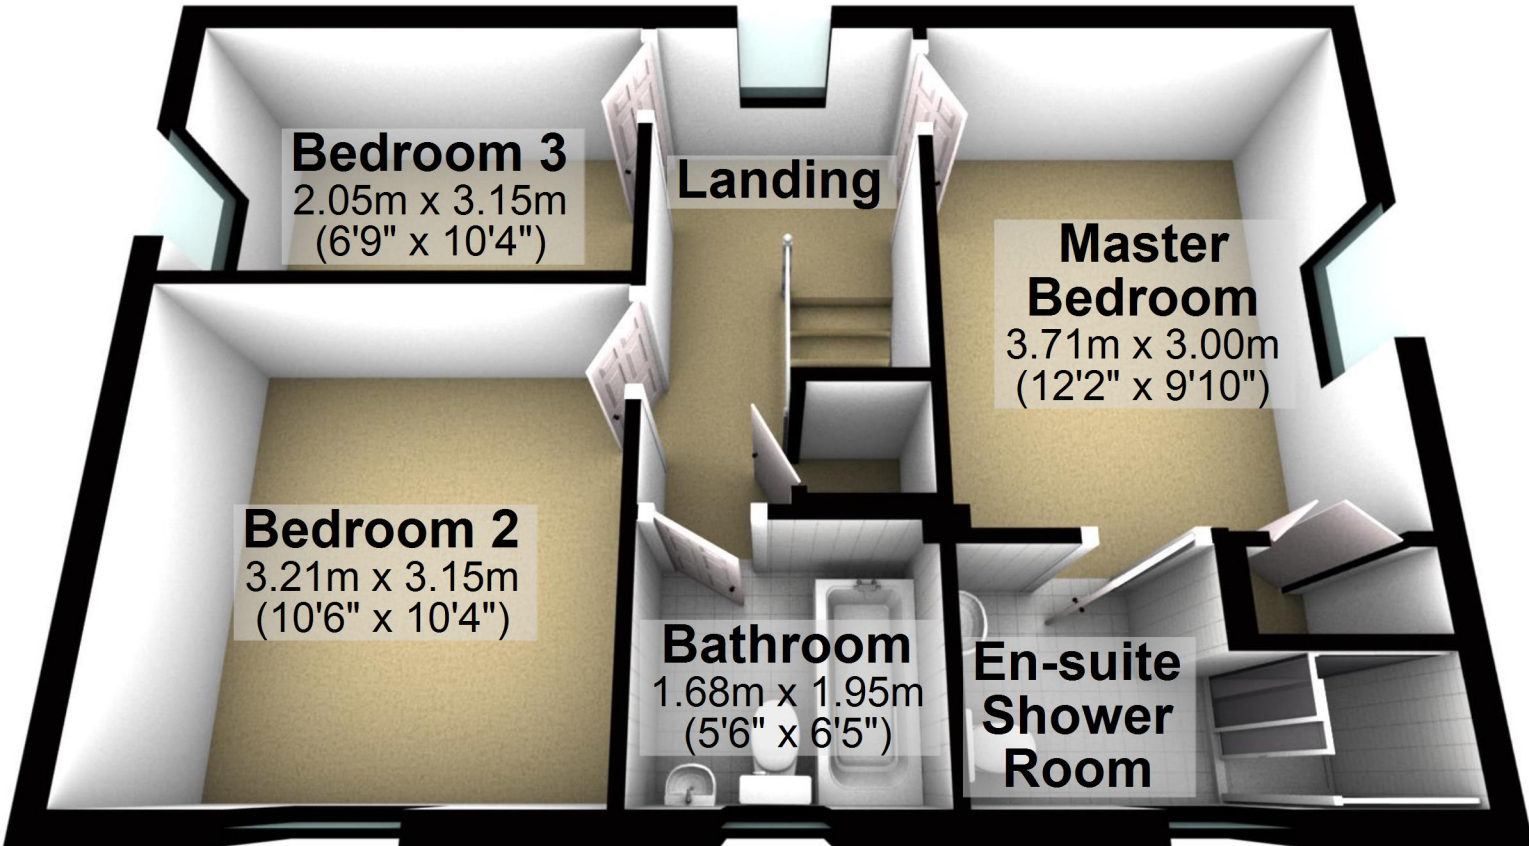 Bedroom 3
2.05m x 3.15m
(6'9" x 10'4")
Landing
Master
Bedroom
3.71m x 3.00m
(12'2" x 9'10")
Bedroom 2
3.21m x 3.15m
(10'6" x 10'4")
Bathroom
1.68m x 1.95m
(5'6" x 6'5")
En-suite
Shower
Room